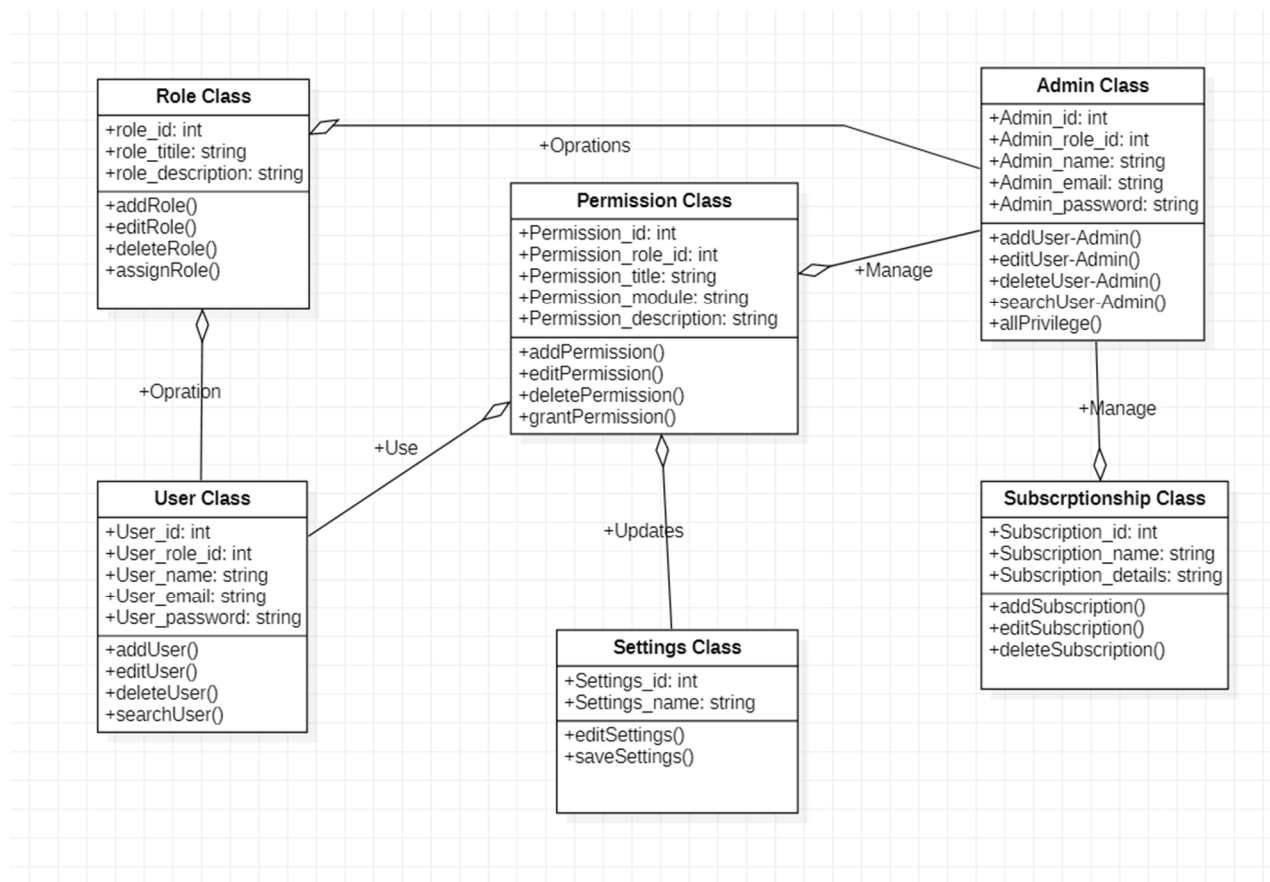 Role Class
+role_id: int
+role_titile: string
+role_description: string
+addRole()
+editRole()
+deleteRole()
+assignRole()
+Oprations
Admin Class
+Admin_id: int
+Admin_role_id: int
+Admin_name: string
+Admin_email: string
+Admin_password: string
+addUser-Admin()
+editUser-Admin()
+deleteUser-Admin()
+searchUser-Admin()
+allPrivilege()
Permission Class
+Permission_id: int
+Permission_role_id: int
+Permission_title: string
+Permission_module: string
+Permission_description: string
+addPermission()
+editPermission()
+deletePermission()
+grantPermission()
+Manage
+Opration
+Use
+Manage
User Class
+User_id: int
+User_role_id: int
+User_name: string
+User_email: string
+User_password: string
+addUser()
+editUser()
+deleteUser()
+searchUser()
+Updates
Settings Class
+Settings_id: int
+Settings_name: string
+editSettings()
+saveSettings()
Subscrptionship Class
+Subscription_id: int
+Subscription_name: string
+Subscription_details: string
+addSubscription()
+editSubscription()
+deleteSubscription()